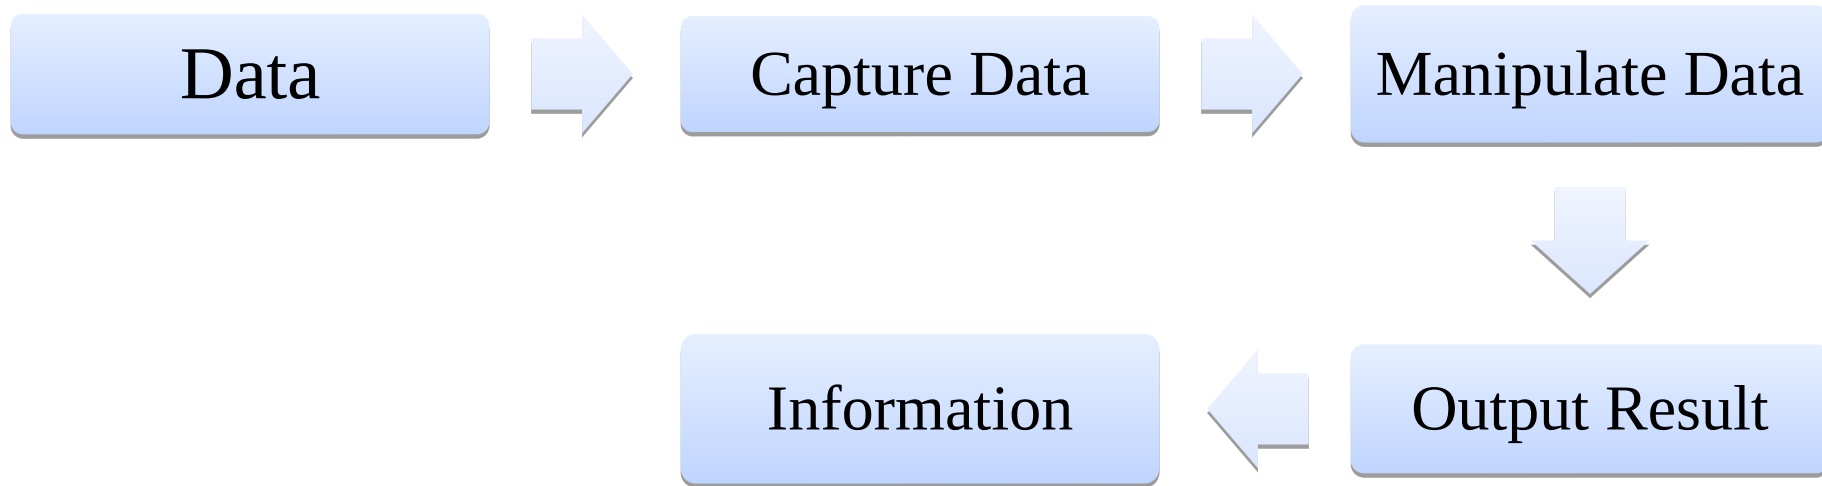 Data
Capture Data
Manipulate Data
Output Result
Information